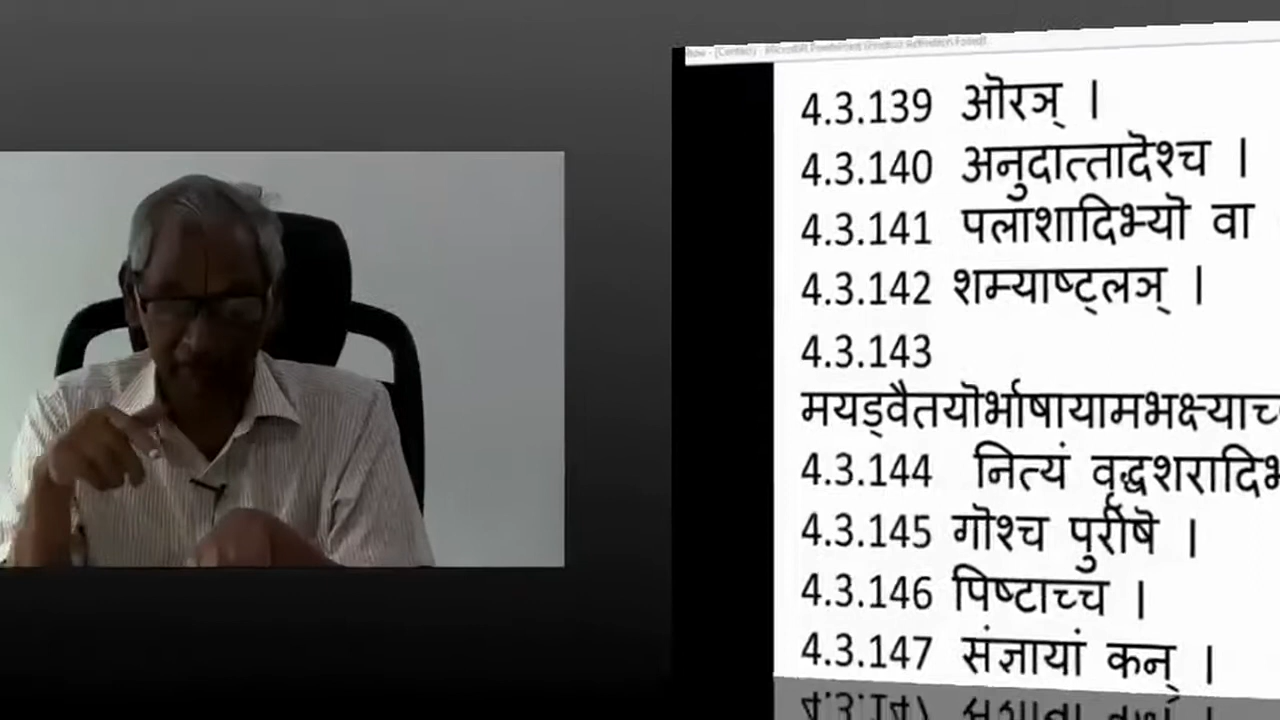 4.3.139 ऒरञ् ।
4.3.140 अनुदात्तादॆश्च ।
4.3.141 पलाशादिभ्यॊ वा
4.3.142 शम्याष्ट्लञ् ।
4.3.143
मयड्वैतयॊर्भाषायामभक्ष्याच्
4.3.144 नित्यं वृद्धशरादिभ
4.3.145 गॊश्च पुरीषॆ ।
4.3.146 पिष्टाच्च ।
4.3.147 संज्ञायां कन् ।